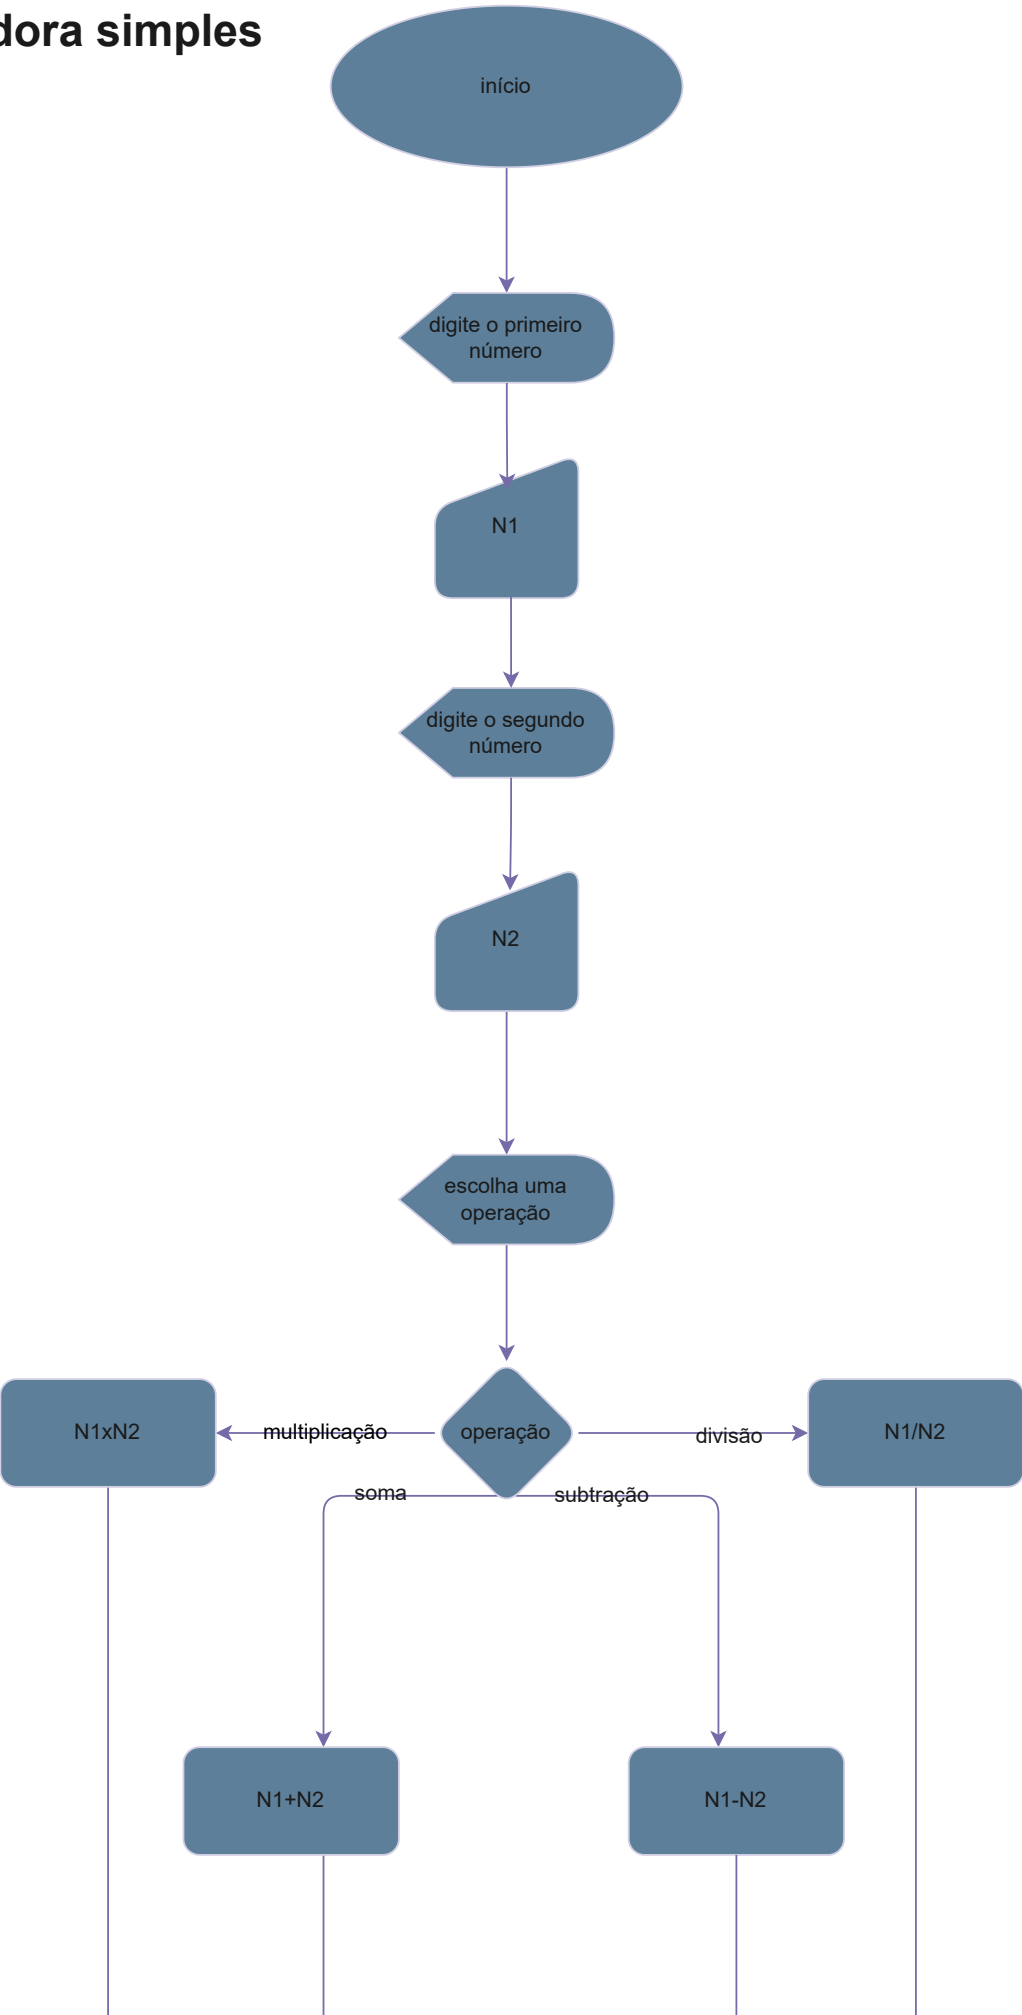 dora simples
início
digite o primeiro
número
N1
digite o segundo
número
N2
escolha uma
operação
N1xN2
multiplicação
operação
divisão
N1/N2
soma
subtração
N1+N2
N1-N2